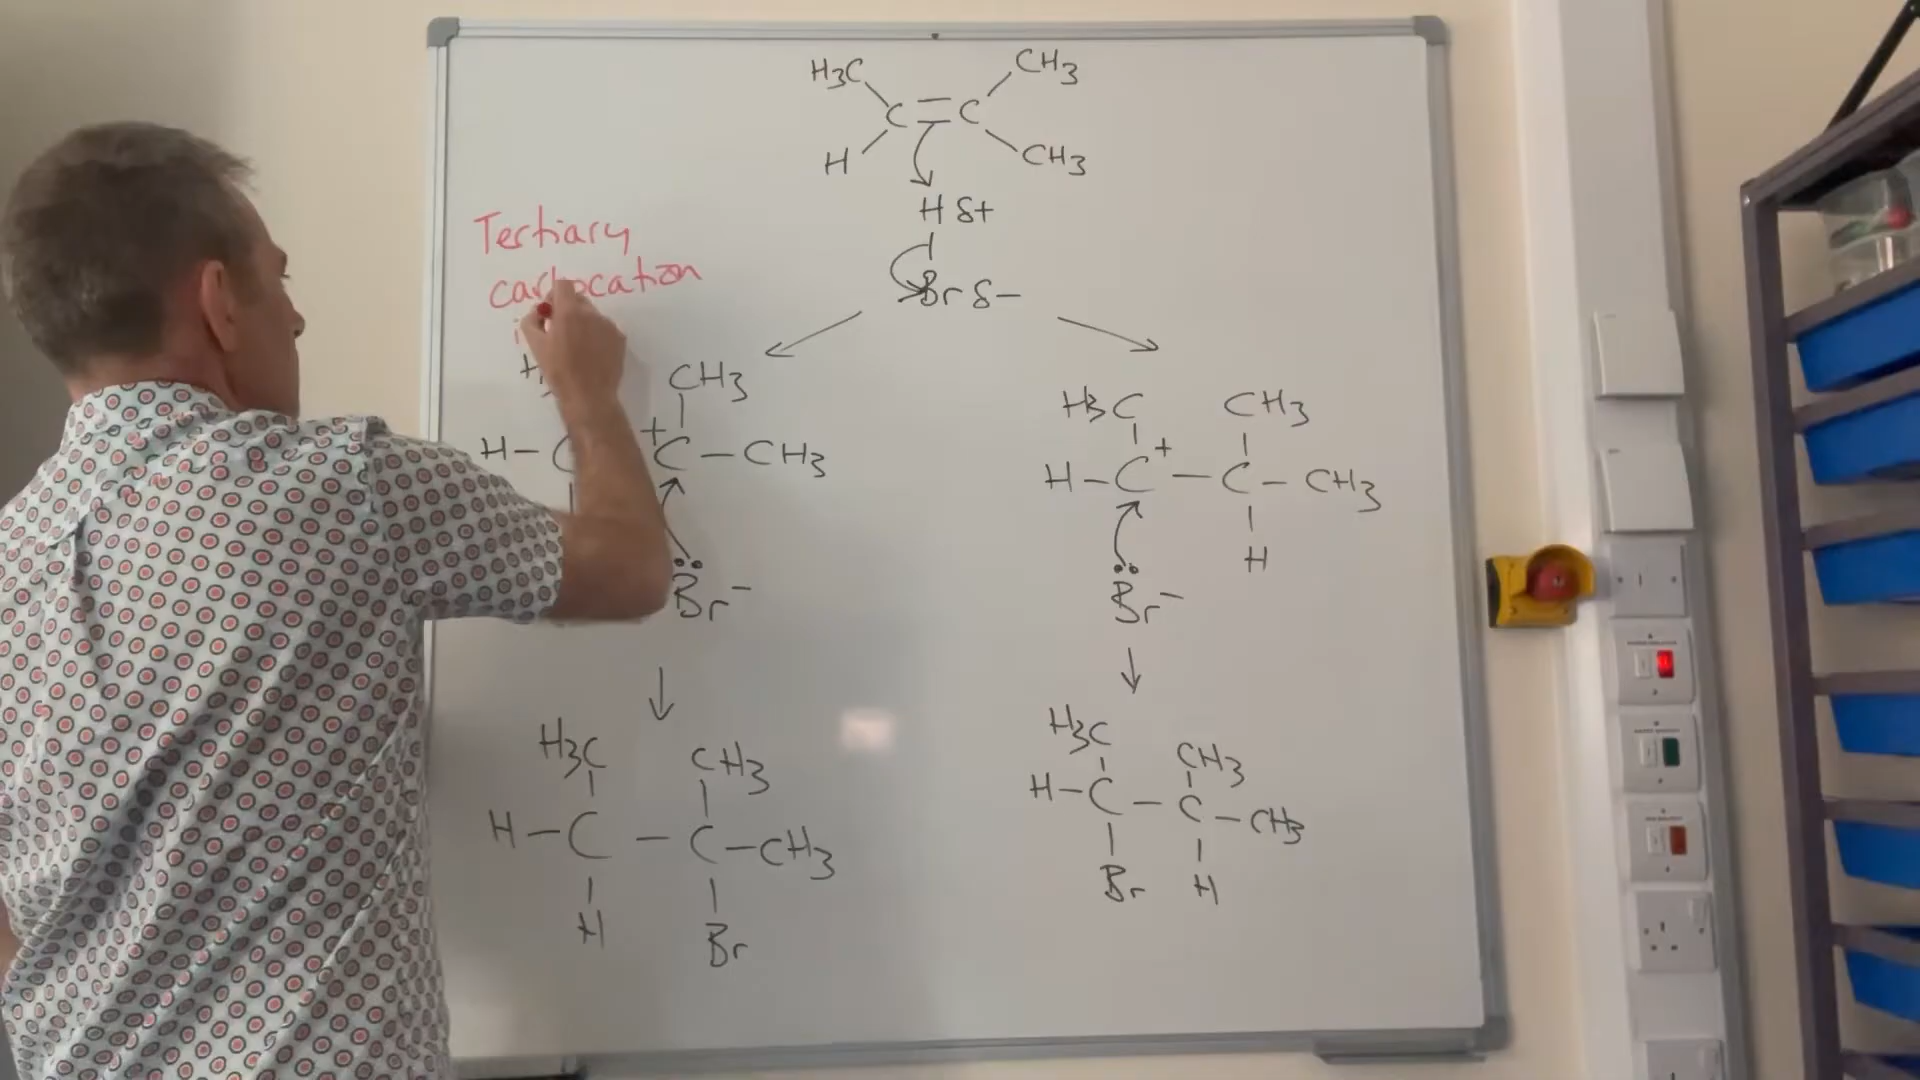 H3C CH3
C=C
H CH3
H δ+
Br δ-
Tertiary
carbocation
CH3
H-C +C-CH3
Br-
H3C CH3
H-C+-C-CH3
H
Br-
H3C CH3
H-C-C-CH3
H Br
H3C CH3
H-C-C-CH3
Br H